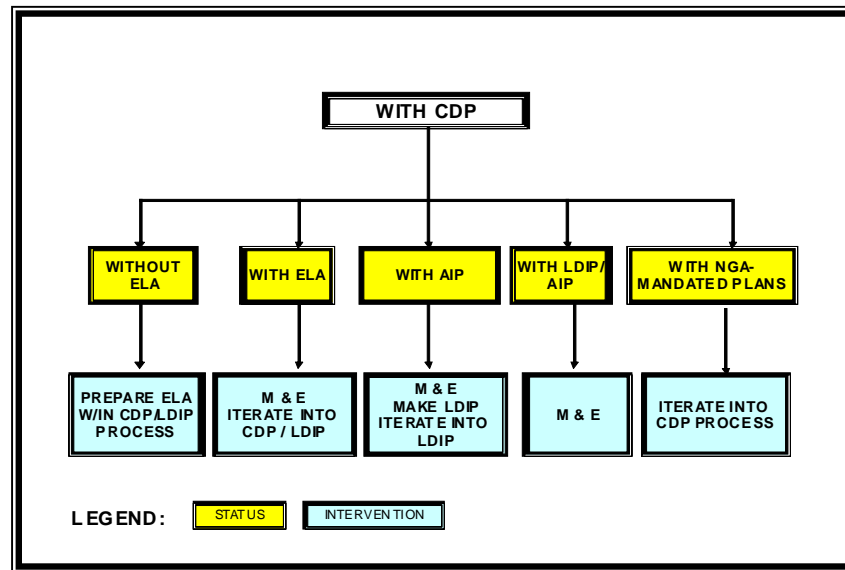 WITH CDP
WITHOUT
ELA
WITH ELA
WITH AIP
WITH LDIP/
AIP
WITH NGA-
MANDATED PLANS
PREPARE ELA
W/IN CDP/LDIP
PROCESS
M & E
ITERATE INTO
CDP / LDIP
M & E
MAKE LDIP
ITERATE INTO
LDIP
M & E
ITERATE INTO
CDP PROCESS
LEGEND:
STATUS
INTERVENTION